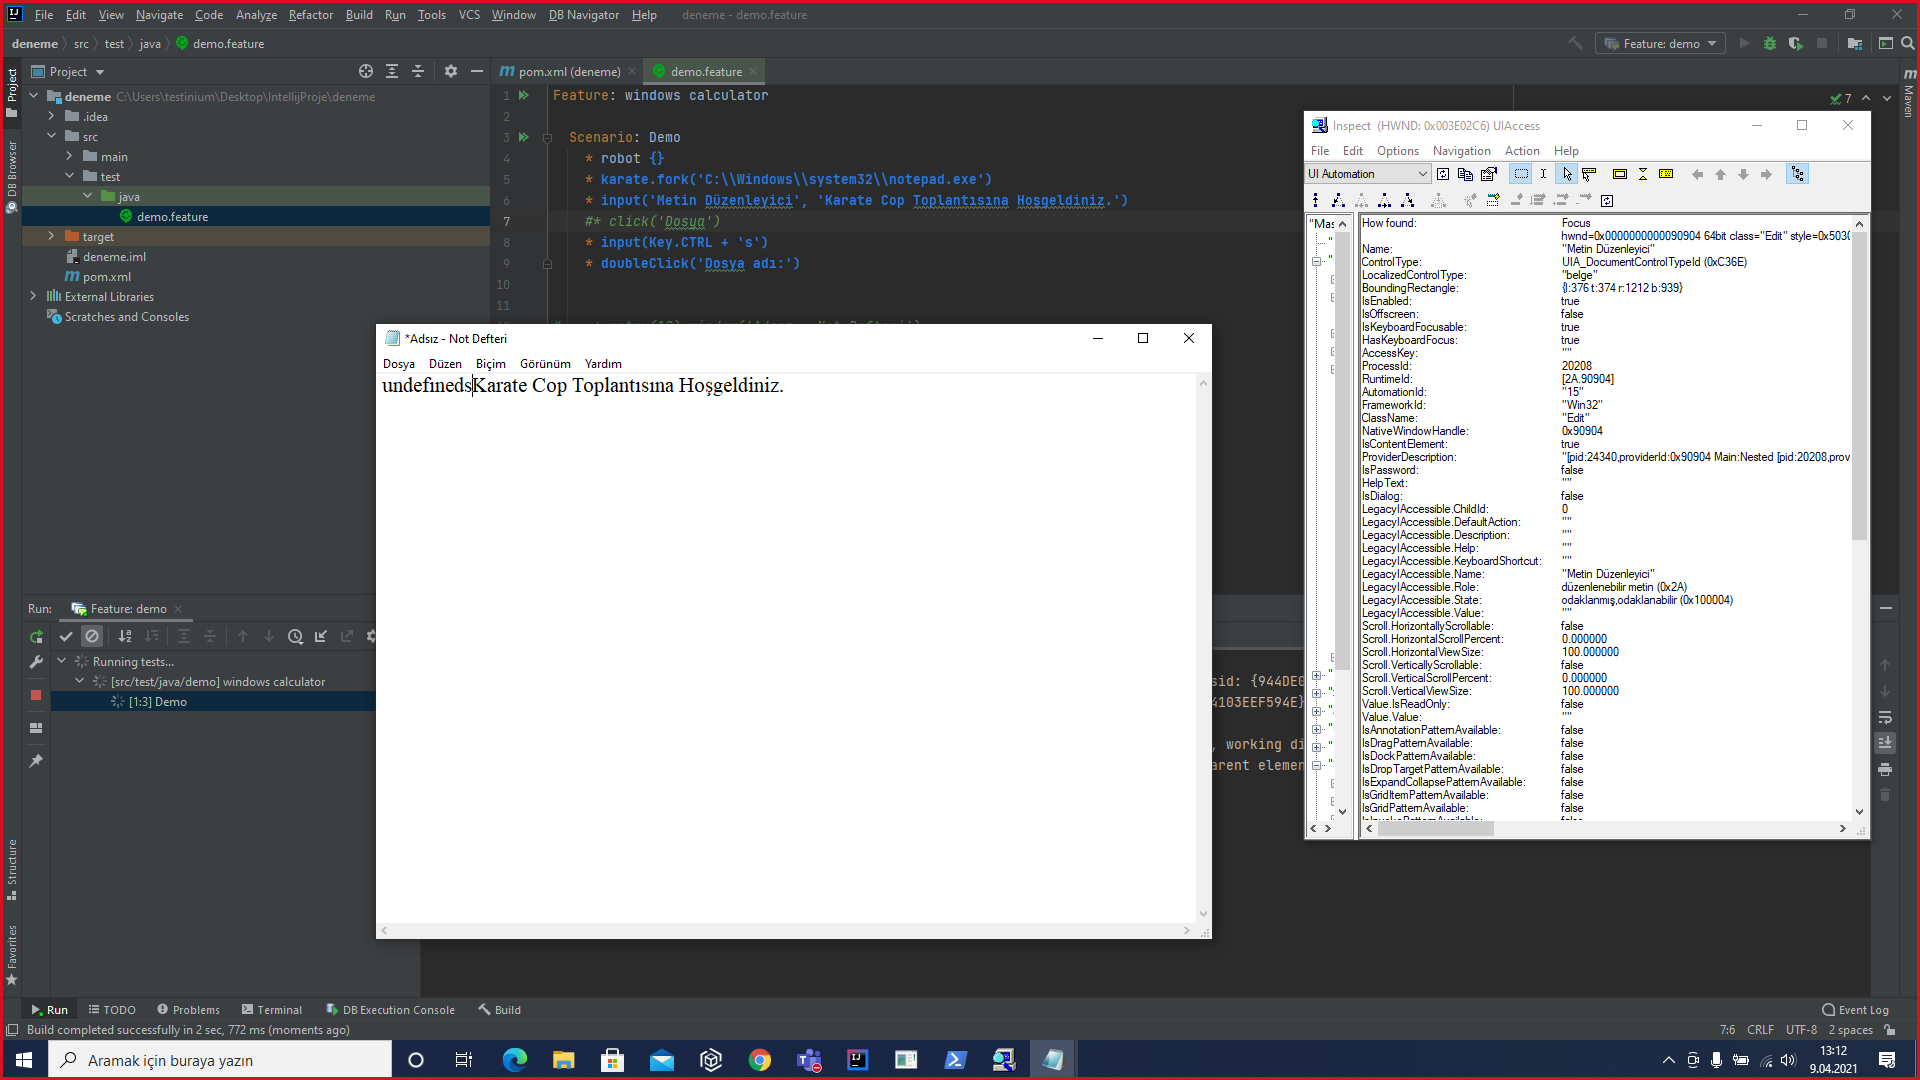 File Edit View Navigate Code Analyze Refactor Build Run Tools VCS Window DB Navigator Help deneme - demo.feature
deneme src test java demo.feature
Feature: demo
Project
pom.xml (deneme) demo.feature
deneme C:\Users\testinium\Desktop\IntellijProje\deneme
.idea
src
main
test
java
demo.feature
target
deneme.iml
pom.xml
External Libraries
Scratches and Consoles
Project
DB Browser
Structure
Favorites
Maven
7
1 Feature: windows calculator
2
3 Scenario: Demo
4 * robot {}
5 * karate.fork('C:\\Windows\\system32\\notepad.exe')
6 * input('Metin Düzenleyici', 'Karate Cop Toplantısına Hoşgeldiniz.')
7 #* click('Dosya')
8 * input(Key.CTRL + 's')
9 * doubleClick('Dosya adı:')
10
11
*Adsız - Not Defteri
Dosya Düzen Biçim Görünüm Yardım
undefinedsKarate Cop Toplantısına Hoşgeldiniz.
Inspect (HWND: 0x003E02C6) UIAccess
File Edit Options Navigation Action Help
UI Automation
"Mas
How found: Focus
hwnd=0x0000000000090904 64bit class="Edit" style=0x503(
Name: "Metin Düzenleyici"
ControlType: UIA_DocumentControlTypeId (0xC36E)
LocalizedControlType: "belge"
BoundingRectangle: {l:376 t:374 r:1212 b:939}
IsEnabled: true
IsOffscreen: false
IsKeyboardFocusable: true
HasKeyboardFocus: true
AccessKey: ""
ProcessId: 20208
RuntimeId: [2A.90904]
AutomationId: "15"
FrameworkId: "Win32"
ClassName: "Edit"
NativeWindowHandle: 0x90904
IsContentElement: true
ProviderDescription: "[pid:24340,providerId:0x90904 Main:Nested [pid:20208,prov
IsPassword: false
HelpText: ""
IsDialog: false
LegacyIAccessible.ChildId: 0
LegacyIAccessible.DefaultAction: ""
LegacyIAccessible.Description: ""
LegacyIAccessible.Help: ""
LegacyIAccessible.KeyboardShortcut: ""
LegacyIAccessible.Name: "Metin Düzenleyici"
LegacyIAccessible.Role: düzenlenebilir metin (0x2A)
LegacyIAccessible.State: odaklanmış,odaklanabilir (0x100004)
LegacyIAccessible.Value: ""
Scroll.HorizontallyScrollable: false
Scroll.HorizontalScrollPercent: 0.000000
Scroll.HorizontalViewSize: 100.000000
Scroll.VerticallyScrollable: false
Scroll.VerticalScrollPercent: 0.000000
Scroll.VerticalViewSize: 100.000000
Value.IsReadOnly: false
Value.Value: ""
IsAnnotationPatternAvailable: false
IsDragPatternAvailable: false
IsDockPatternAvailable: false
IsDropTargetPatternAvailable: false
IsExpandCollapsePatternAvailable: false
IsGridItemPatternAvailable: false
IsGridPatternAvailable: false
Run: Feature: demo
Running tests...
[src/test/java/demo] windows calculator
[1:3] Demo
sid: {944DE0
4103EEF594E}
, working di
arent elemen
Run TODO Problems Terminal DB Execution Console Build Event Log
Build completed successfully in 2 sec, 772 ms (moments ago) 7:6 CRLF UTF-8 2 spaces
Aramak için buraya yazın
13:12
9.04.2021